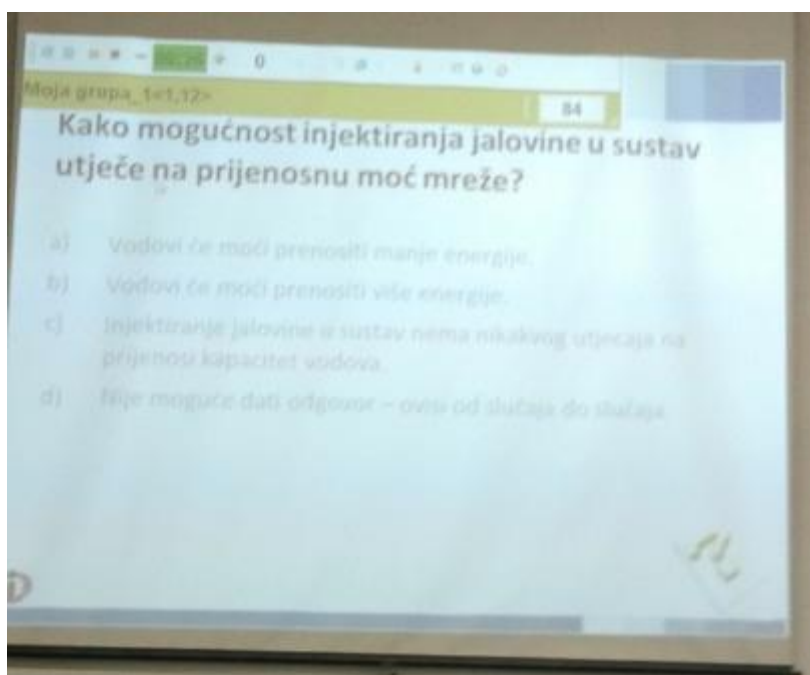 0
Moja grupa_1<1,12>
84
Kako mogućnost injektiranja jalovine u sustav
utječe na prijenosnu moć mreže?
a) Vodovi će moći prenositi manje energije.
b) Vodovi će moći prenositi više energije.
c) Injektiranje jalovine u sustav nema nikakvog utjecaja na
prijenosi kapacitet vodova.
d) Nije moguće dati odgovor – ovisi od slučaja do slučaja